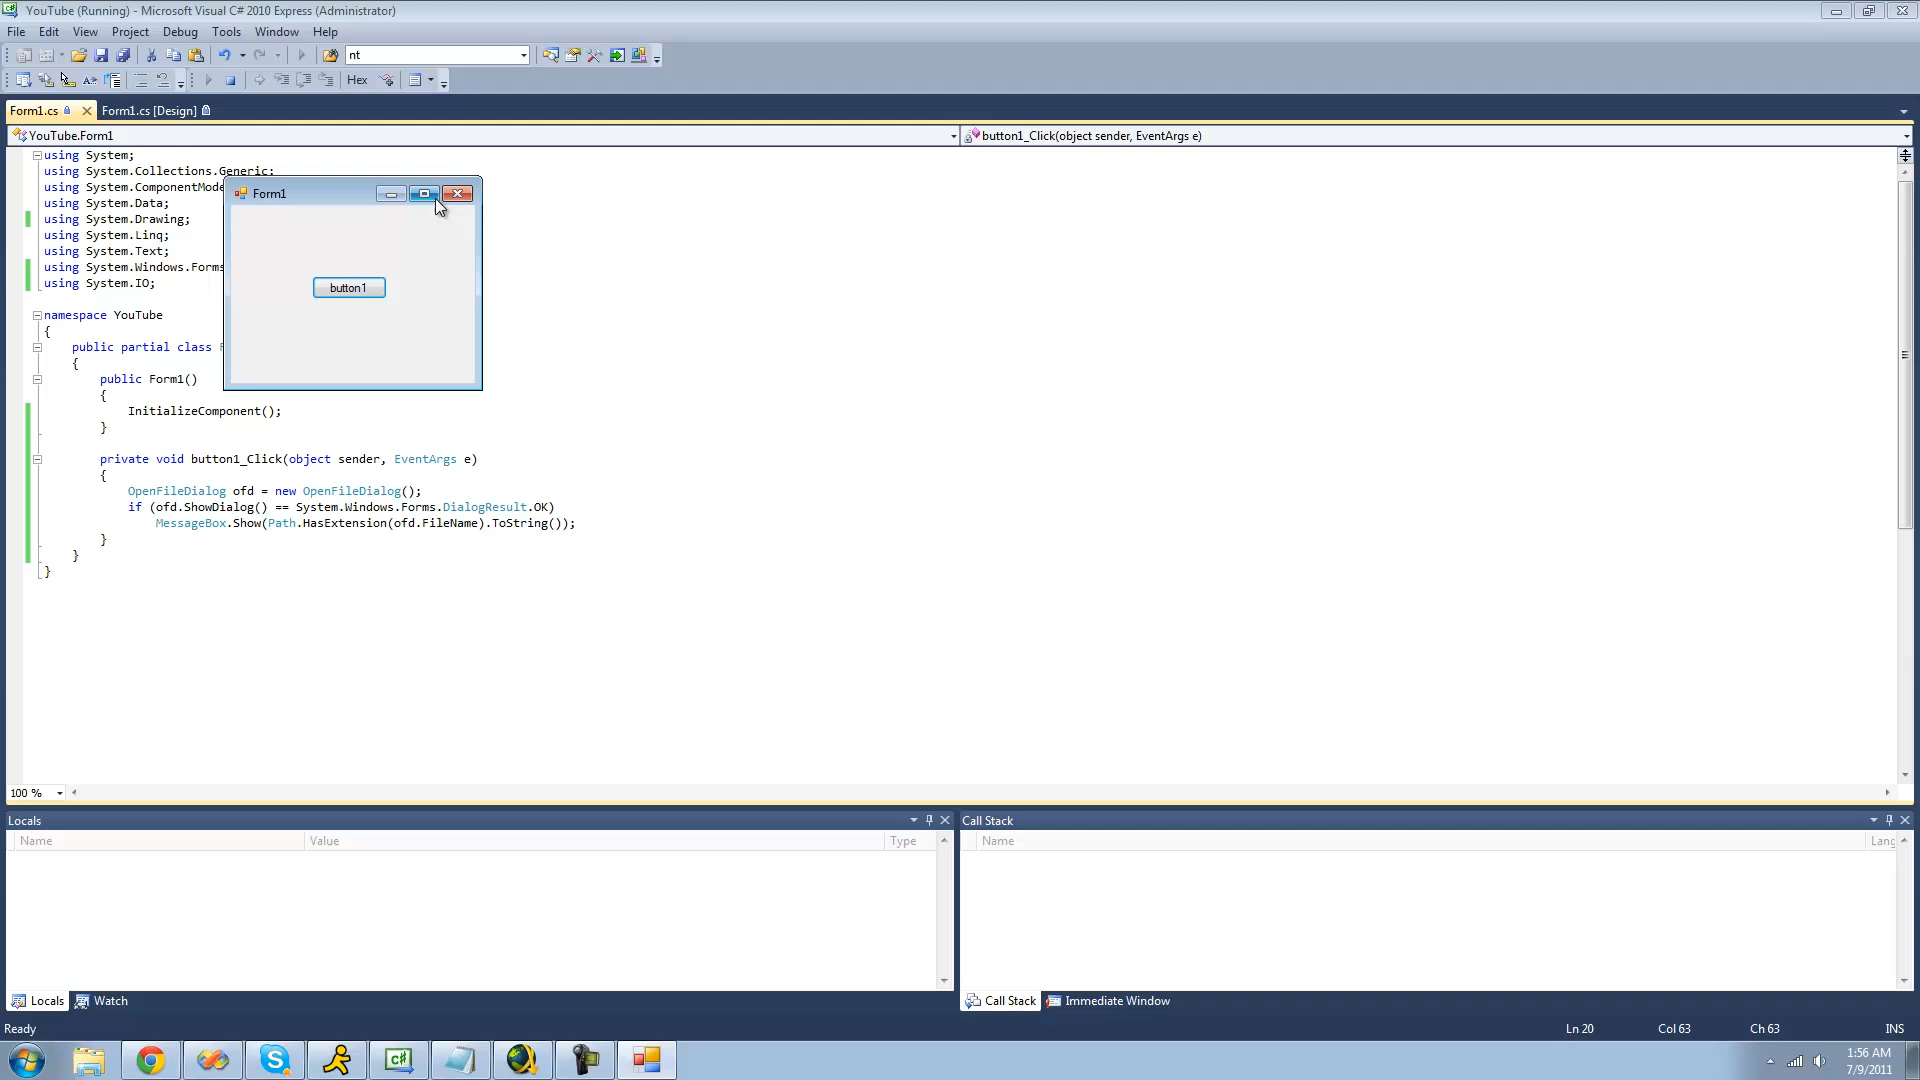 YouTube (Running) - Microsoft Visual C# 2010 Express (Administrator)
File Edit View Project Debug Tools Window Help
nt
Hex
Form1.cs Form1.cs [Design]
YouTube.Form1 button1_Click(object sender, EventArgs e)
using System;
using System.Collections.Generic;
using System.ComponentMode
using System.Data;
using System.Drawing;
using System.Linq;
using System.Text;
using System.Windows.Forms
using System.IO;
Form1
button1
namespace YouTube
{
public partial class F
{
public Form1()
{
InitializeComponent();
}
private void button1_Click(object sender, EventArgs e)
{
OpenFileDialog ofd = new OpenFileDialog();
if (ofd.ShowDialog() == System.Windows.Forms.DialogResult.OK)
MessageBox.Show(Path.HasExtension(ofd.FileName).ToString());
}
}
}
100 %
Locals Call Stack
Name Value Type Name Lang
Locals Watch Call Stack Immediate Window
Ready Ln 20 Col 63 Ch 63 INS
1:56 AM
7/9/2011